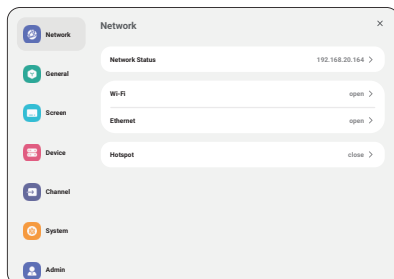 Network
General
Screen
Device
Channel
System
Admin
Network
Network Status 192.168.20.164
Wi-Fi open
Ethernet open
Hotspot close